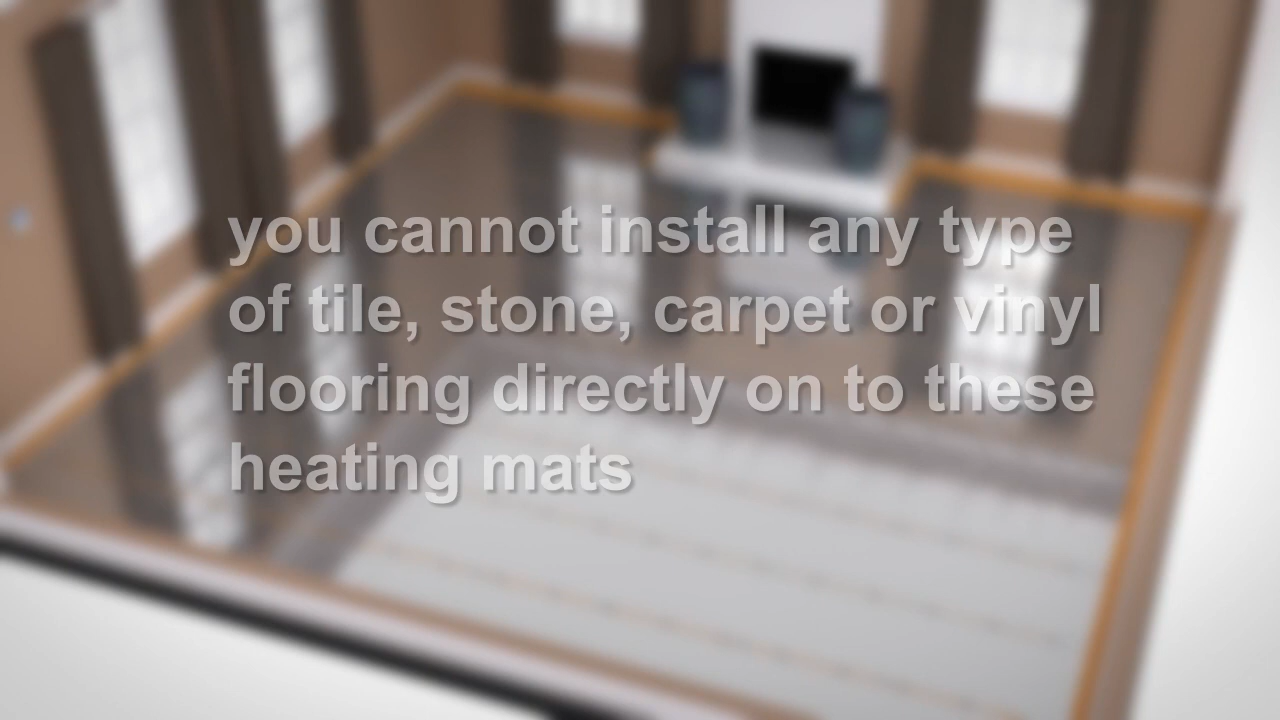 you cannot install any type
of tile, stone, carpet or vinyl
flooring directly on to these
heating mats